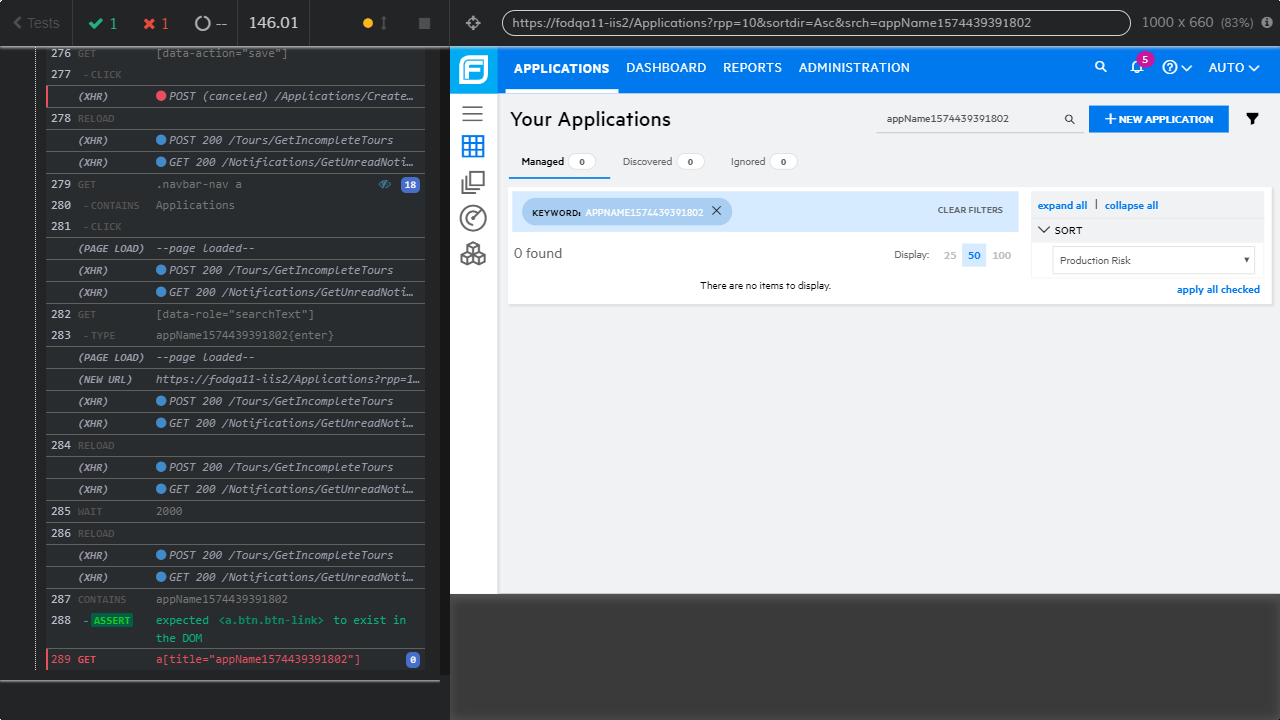 Tests
1
1
--
146.01
276 GET [data-action="save"]
277 - CLICK
(XHR) POST (canceled) /Applications/Create…
278 RELOAD
(XHR) POST 200 /Tours/GetIncompleteTours
(XHR) GET 200 /Notifications/GetUnreadNoti…
279 GET .navbar-nav a 18
280 - CONTAINS Applications
281 - CLICK
(PAGE LOAD) --page loaded--
(XHR) POST 200 /Tours/GetIncompleteTours
(XHR) GET 200 /Notifications/GetUnreadNoti…
282 GET [data-role="searchText"]
283 - TYPE appName1574439391802{enter}
(PAGE LOAD) --page loaded--
(NEW URL) https://fodqa11-iis2/Applications?rpp=1…
(XHR) POST 200 /Tours/GetIncompleteTours
(XHR) GET 200 /Notifications/GetUnreadNoti…
284 RELOAD
(XHR) POST 200 /Tours/GetIncompleteTours
(XHR) GET 200 /Notifications/GetUnreadNoti…
285 WAIT 2000
286 RELOAD
(XHR) POST 200 /Tours/GetIncompleteTours
(XHR) GET 200 /Notifications/GetUnreadNoti…
287 CONTAINS appName1574439391802
288 - ASSERT expected <a.btn.btn-link> to exist in
the DOM
289 GET a[title="appName1574439391802"] 0
https://fodqa11-iis2/Applications?rpp=10&sortdir=Asc&srch=appName1574439391802
1000 x 660 (83%)
APPLICATIONS DASHBOARD REPORTS ADMINISTRATION 5 AUTO
Your Applications
appName1574439391802
+ NEW APPLICATION
Managed 0 Discovered 0 Ignored 0
KEYWORD: APPNAME1574439391802 CLEAR FILTERS
0 found Display: 25 50 100
There are no items to display.
expand all | collapse all
SORT
Production Risk
apply all checked